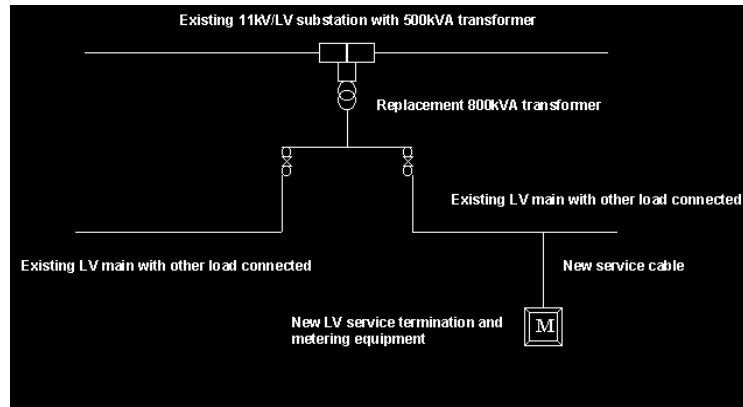 Existing 11kV/LV substation with 500kVA transformer
Replacement 800kVA transformer
Existing LV main with other load connected
Existing LV main with other load connected
New service cable
New LV service termination and
metering equipment
M